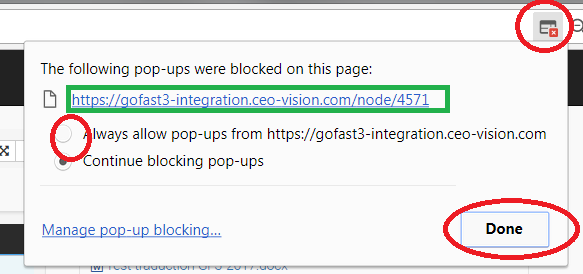 The following pop-ups were blocked on this page:
https://gofast3-integration.ceo-vision.com/node/4571
Always allow pop-ups from https://gofast3-integration.ceo-vision.com
Continue blocking pop-ups
Manage pop-up blocking...
Done